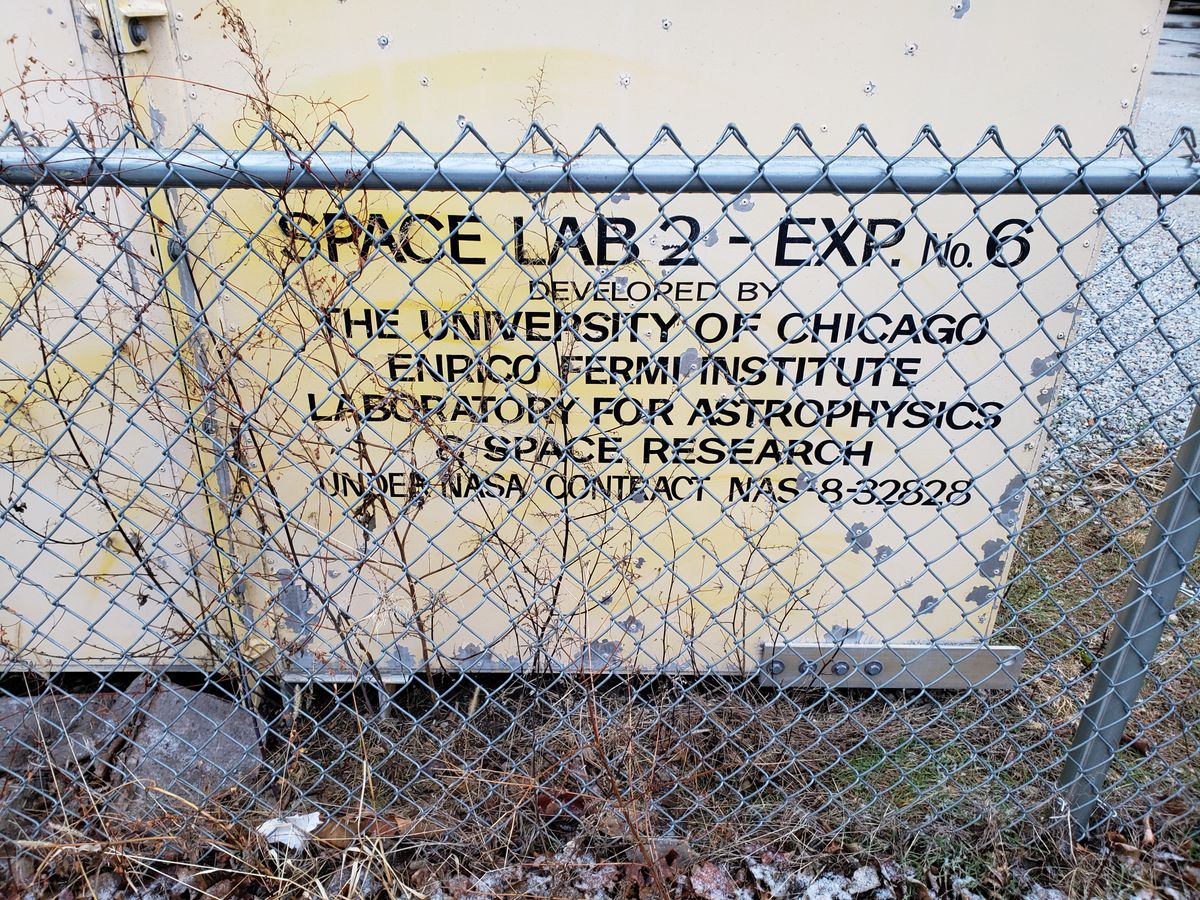 SPACE LAB 2 - EXP. No. 6
DEVELOPED BY
THE UNIVERSITY OF CHICAGO
ENRICO FERMI INSTITUTE
LABORATORY FOR ASTROPHYSICS
& SPACE RESEARCH
UNDER NASA CONTRACT NAS-8-32828